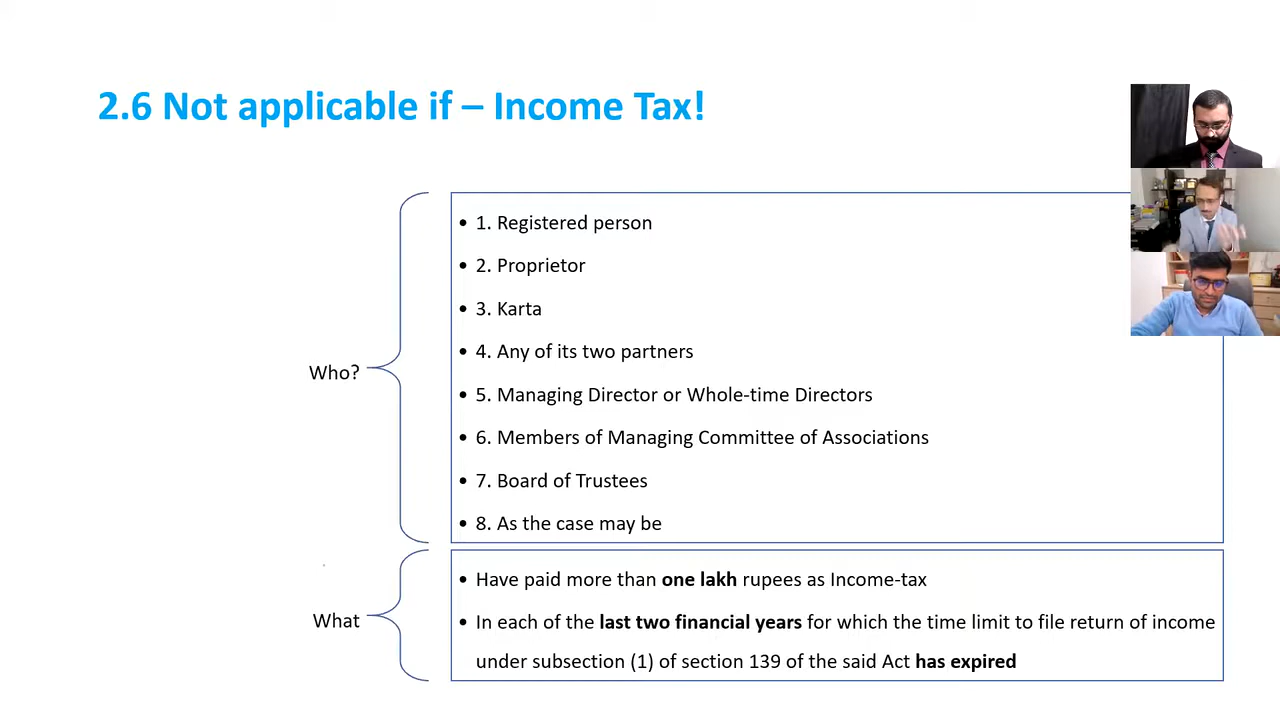 2.6 Not applicable if – Income Tax!
Who?
• 1. Registered person
• 2. Proprietor
• 3. Karta
• 4. Any of its two partners
• 5. Managing Director or Whole-time Directors
• 6. Members of Managing Committee of Associations
• 7. Board of Trustees
• 8. As the case may be
What
• Have paid more than one lakh rupees as Income-tax
• In each of the last two financial years for which the time limit to file return of income
under subsection (1) of section 139 of the said Act has expired